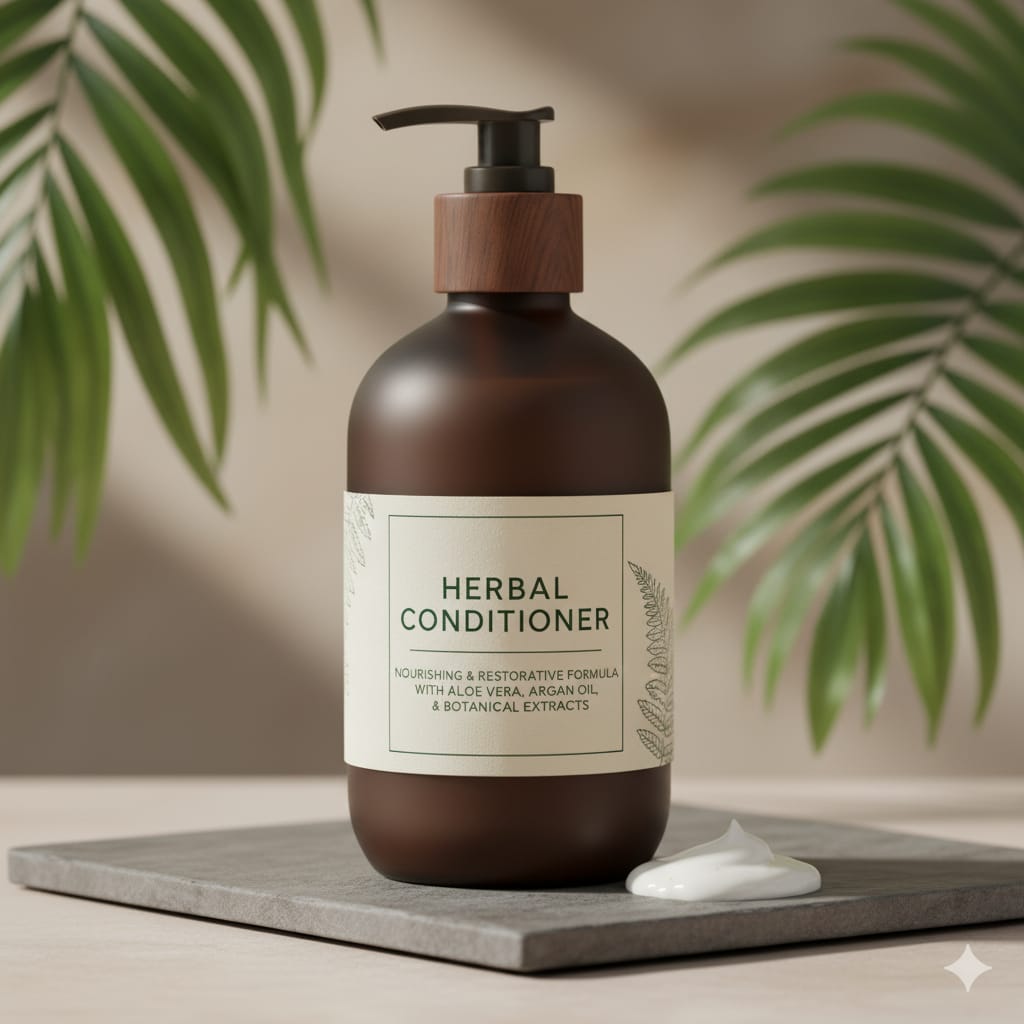 HERBAL
CONDITIONER
NOURISHING & RESTORATIVE FORMULA
WITH ALOE VERA, ARGAN OIL,
& BOTANICAL EXTRACTS